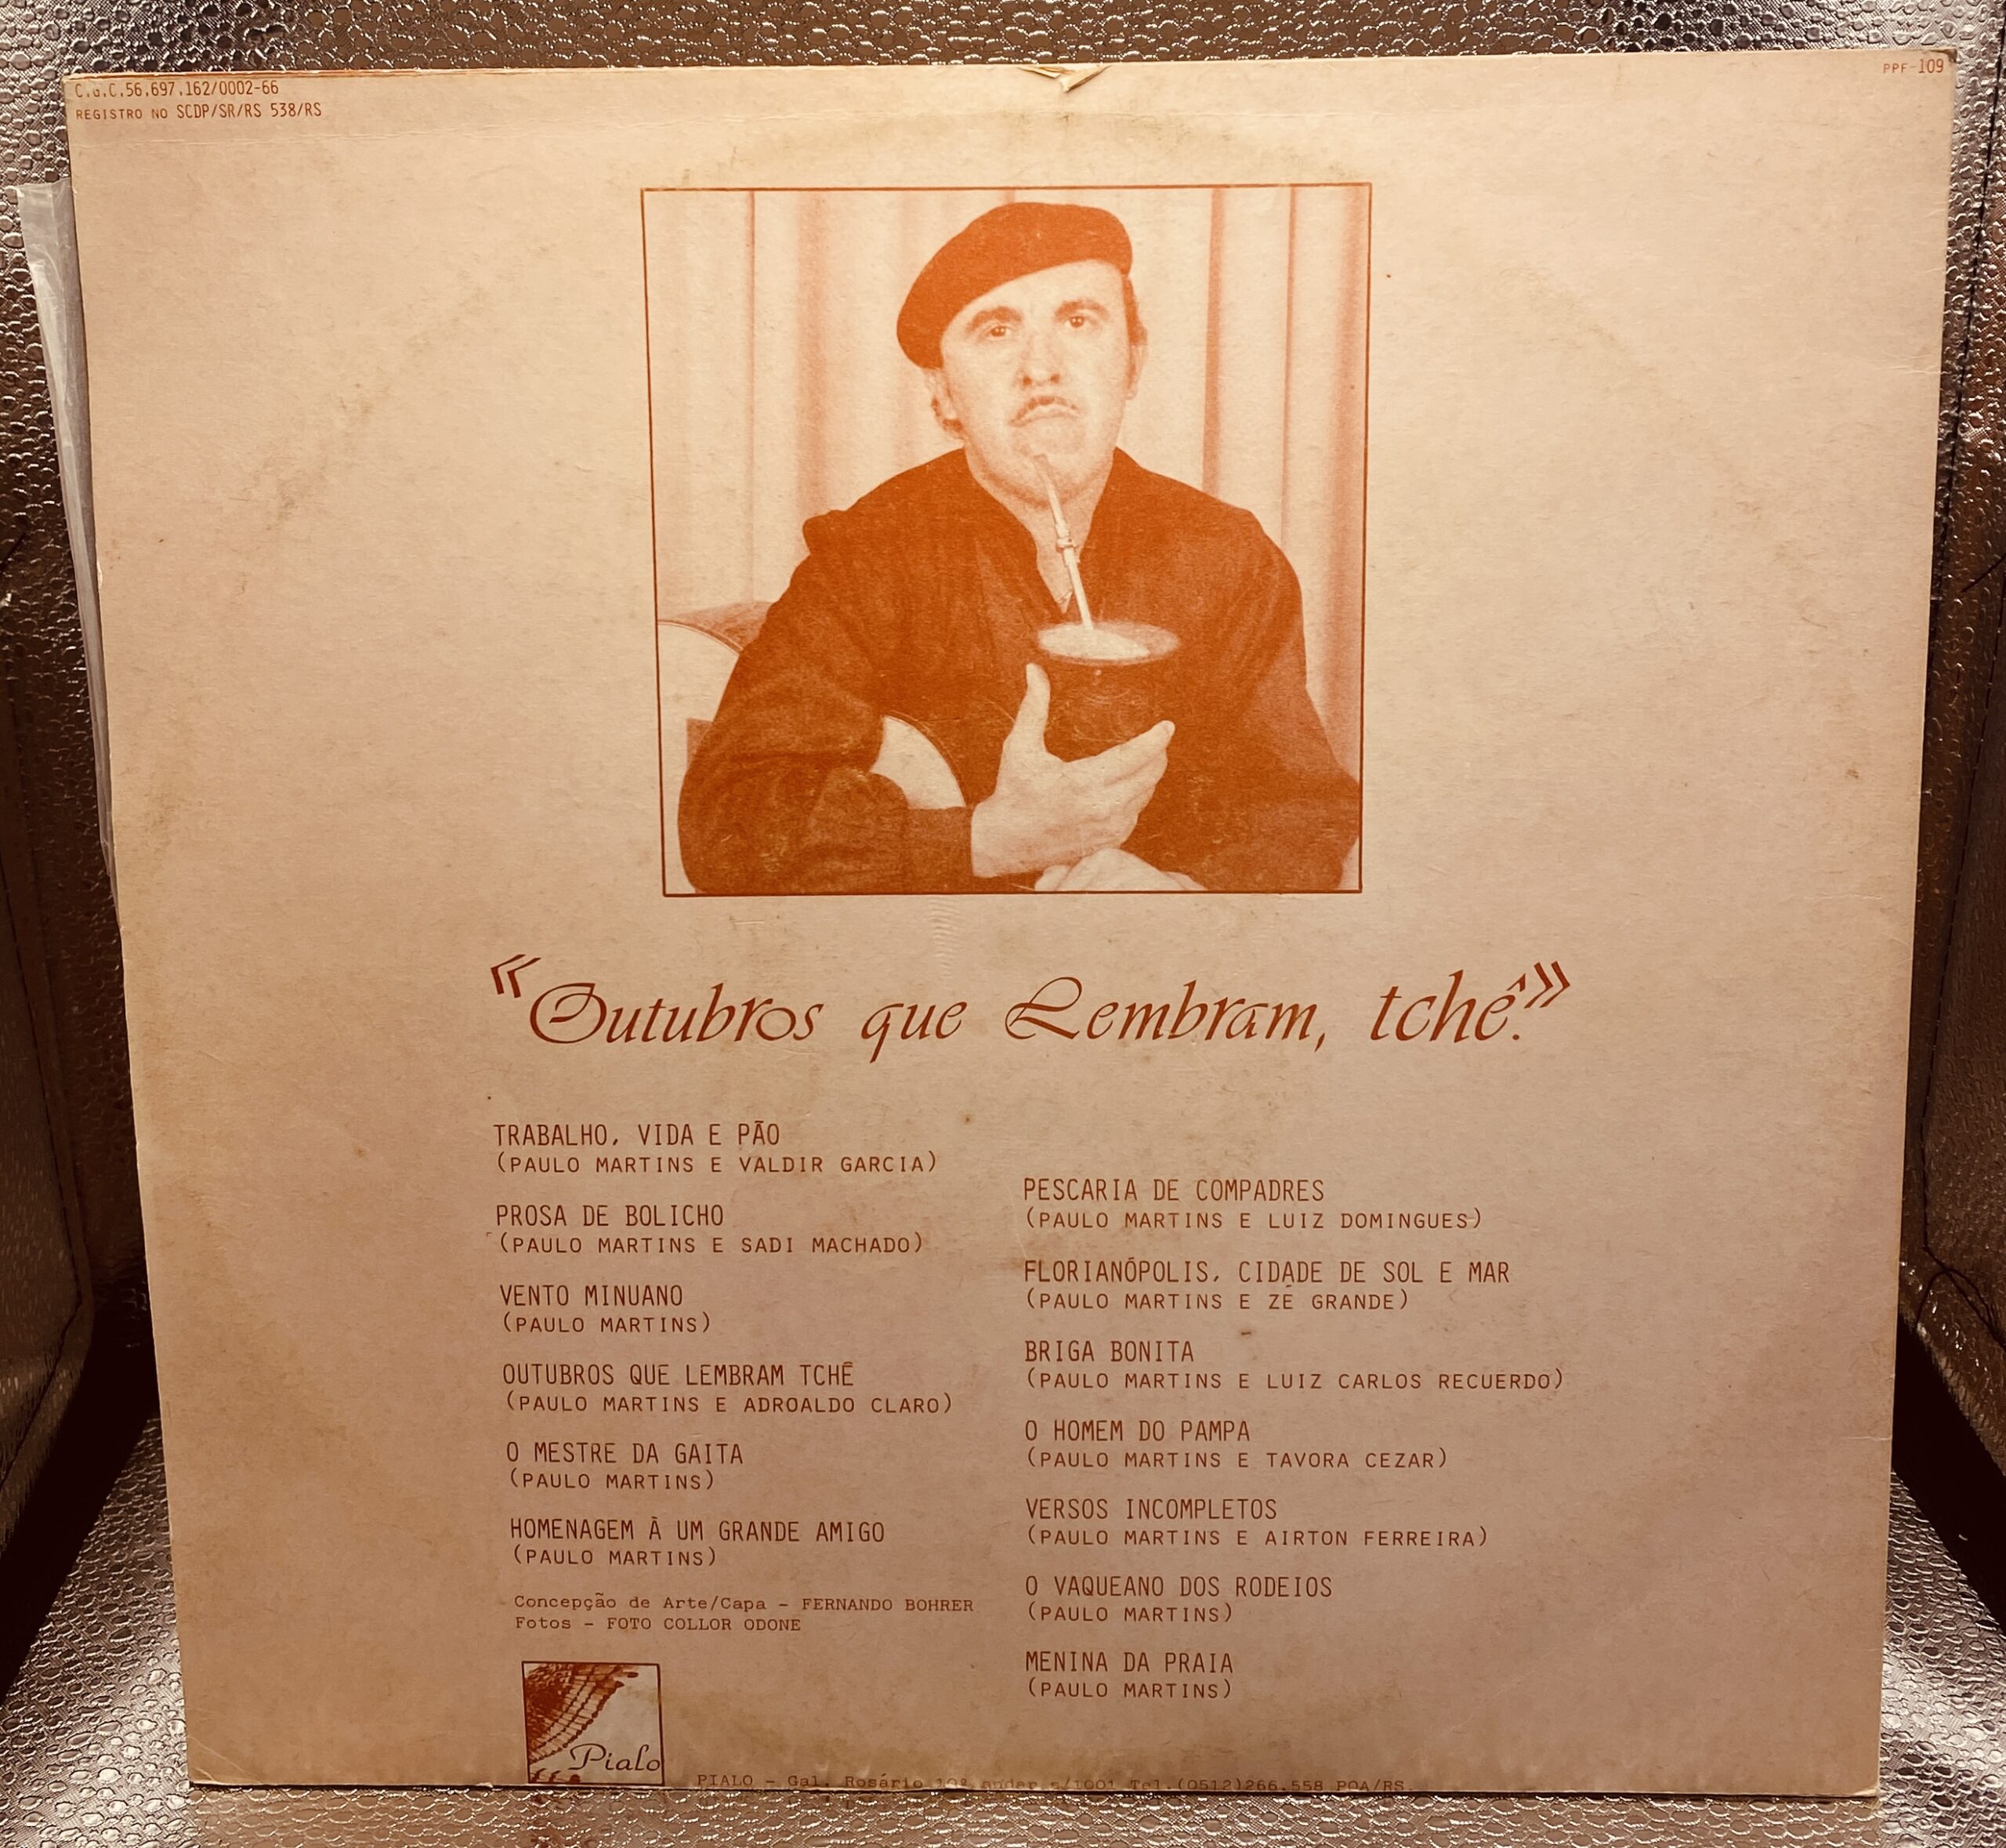 C.G.C.56.697.162/0002-66
REGISTRO NO SCDP/SR/RS 538/RS
PPF-109
«Outubros que Lembram, tchê.»
TRABALHO, VIDA E PÃO
(PAULO MARTINS E VALDIR GARCIA)
PROSA DE BOLICHO
(PAULO MARTINS E SADI MACHADO)
VENTO MINUANO
(PAULO MARTINS)
OUTUBROS QUE LEMBRAM TCHÊ
(PAULO MARTINS E ADROALDO CLARO)
O MESTRE DA GAITA
(PAULO MARTINS)
HOMENAGEM À UM GRANDE AMIGO
(PAULO MARTINS)
Concepção de Arte/Capa - FERNANDO BOHRER
Fotos - FOTO COLLOR ODONE
PESCARIA DE COMPADRES
(PAULO MARTINS E LUIZ DOMINGUES)
FLORIANÓPOLIS, CIDADE DE SOL E MAR
(PAULO MARTINS E ZÉ GRANDE)
BRIGA BONITA
(PAULO MARTINS E LUIZ CARLOS RECUERDO)
O HOMEM DO PAMPA
(PAULO MARTINS E TAVORA CEZAR)
VERSOS INCOMPLETOS
(PAULO MARTINS E AIRTON FERREIRA)
O VAQUEANO DOS RODEIOS
(PAULO MARTINS)
MENINA DA PRAIA
(PAULO MARTINS)
Pialo
PIALO - Gal. Rosário 10º andar s/1001 Tel.(0512)266.558 POA/RS.